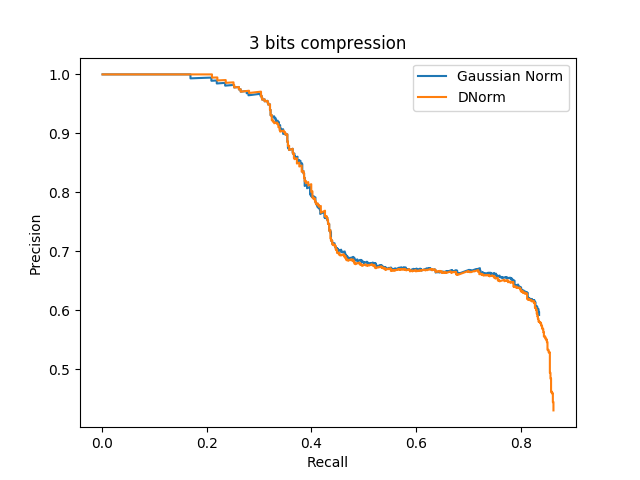 3 bits compression
Gaussian Norm
DNorm
Precision
1.0
0.9
0.8
0.7
0.6
0.5
0.0 0.2 0.4 0.6 0.8
Recall